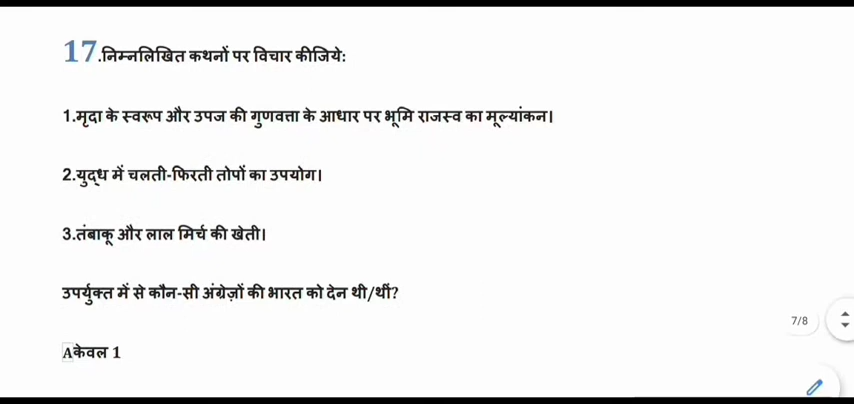 17.निम्नलिखित कथनों पर विचार कीजिये:
1.मृदा के स्वरूप और उपज की गुणवत्ता के आधार पर भूमि राजस्व का मूल्यांकन।
2.युद्ध में चलती-फिरती तोपों का उपयोग।
3.तंबाकू और लाल मिर्च की खेती।
उपर्युक्त में से कौन-सी अंग्रेज़ों की भारत को देन थी/थीं?
7/8
Aकेवल 1